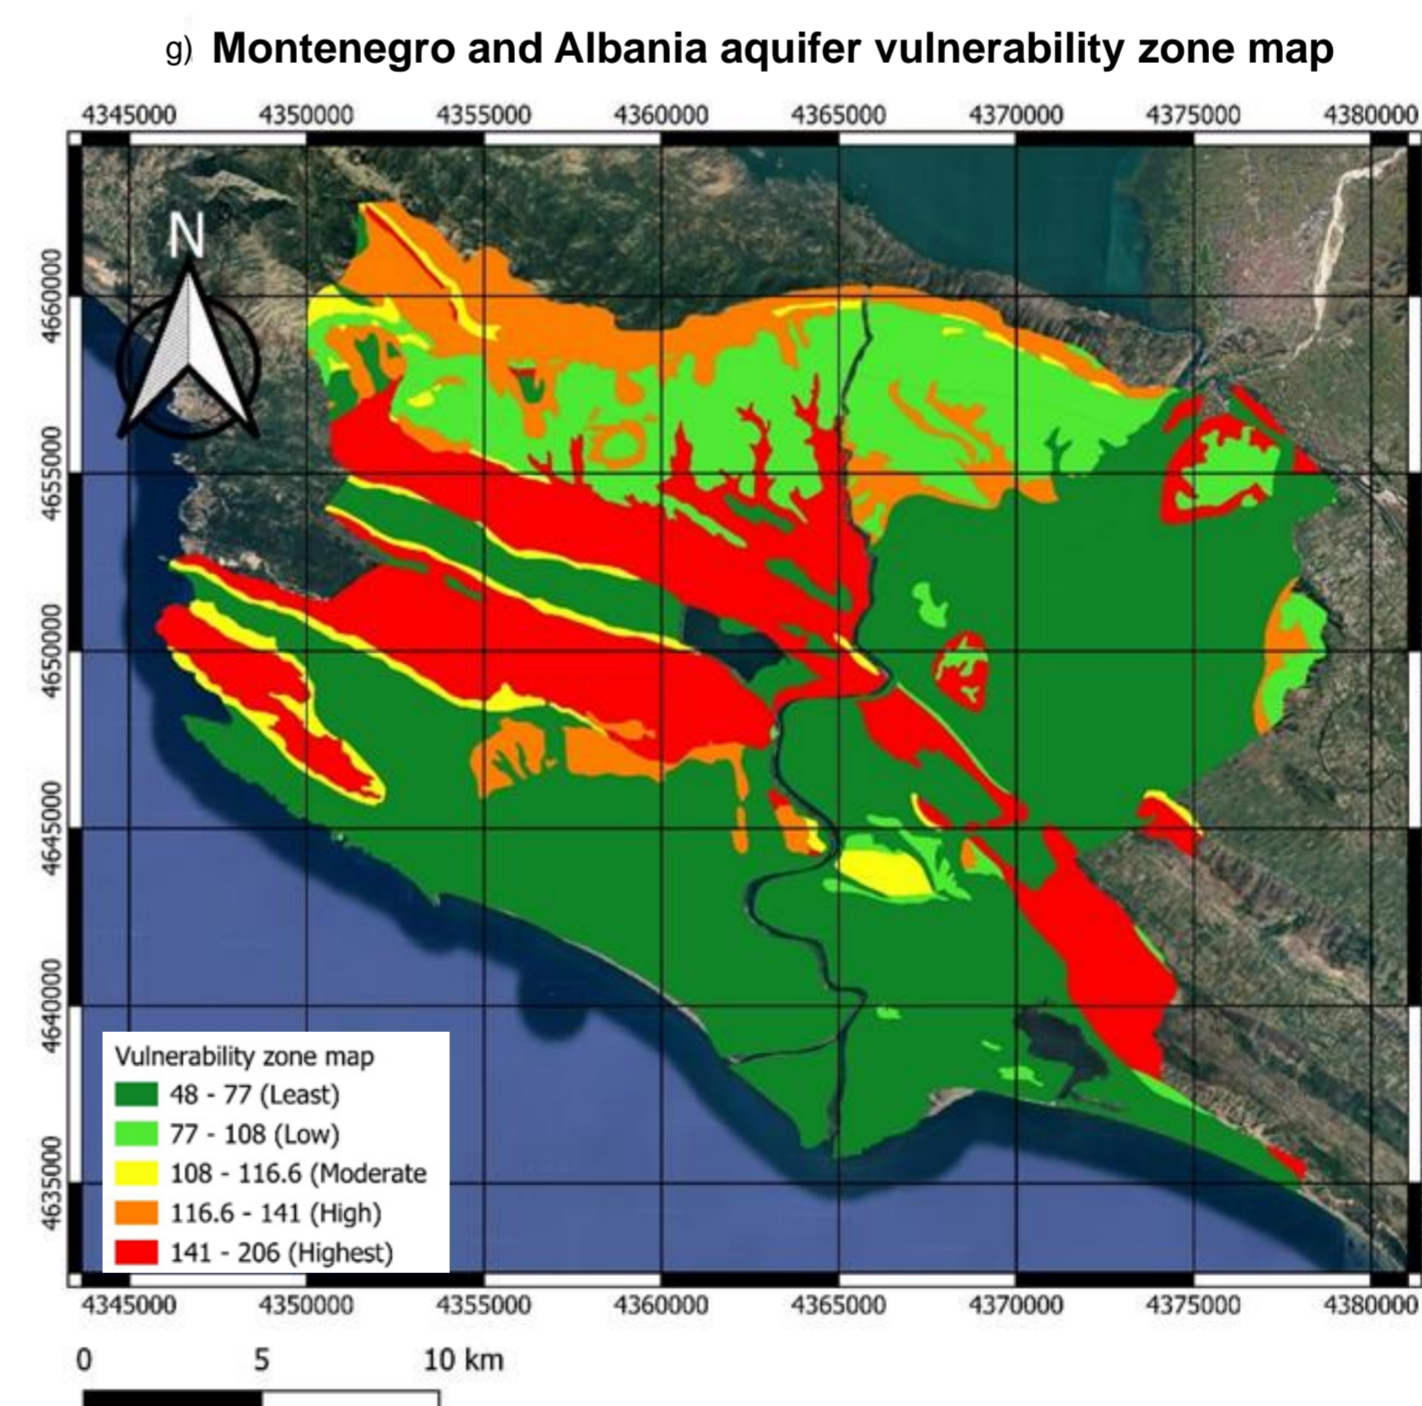 g) Montenegro and Albania aquifer vulnerability zone map
4345000 4350000 4355000 4360000 4365000 4370000 4375000 4380000
N
4660000
4655000
4650000
4645000
4640000
4635000
Vulnerability zone map
48 - 77 (Least)
77 - 108 (Low)
108 - 116.6 (Moderate
116.6 - 141 (High)
141 - 206 (Highest)
4345000 4350000 4355000 4360000 4365000 4370000 4375000 4380000
0 5 10 km